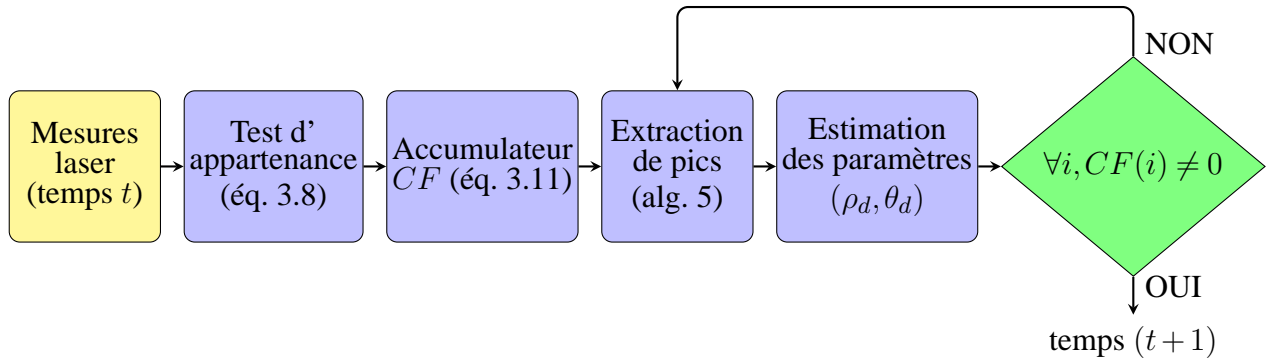 Mesures
laser
(temps t)
Test d'
appartenance
(éq. 3.8)
Accumulateur
CF (éq. 3.11)
Extraction
de pics
(alg. 5)
Estimation
des paramètres
(ρ_d, θ_d)
∀i, CF(i) ≠ 0
NON
OUI
temps (t+1)